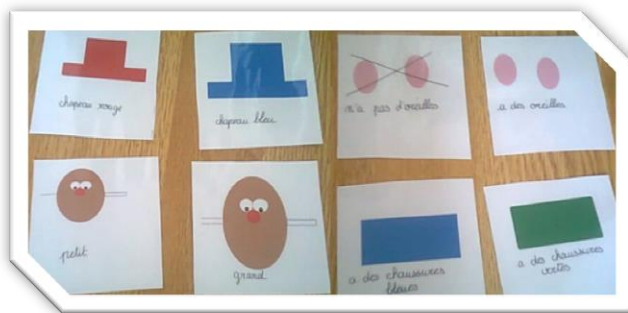 chapeau rouge
chapeau bleu
n'a pas d'oreilles
a des oreilles
petit
grand
a des chaussures
bleues
a des chaussures
vertes